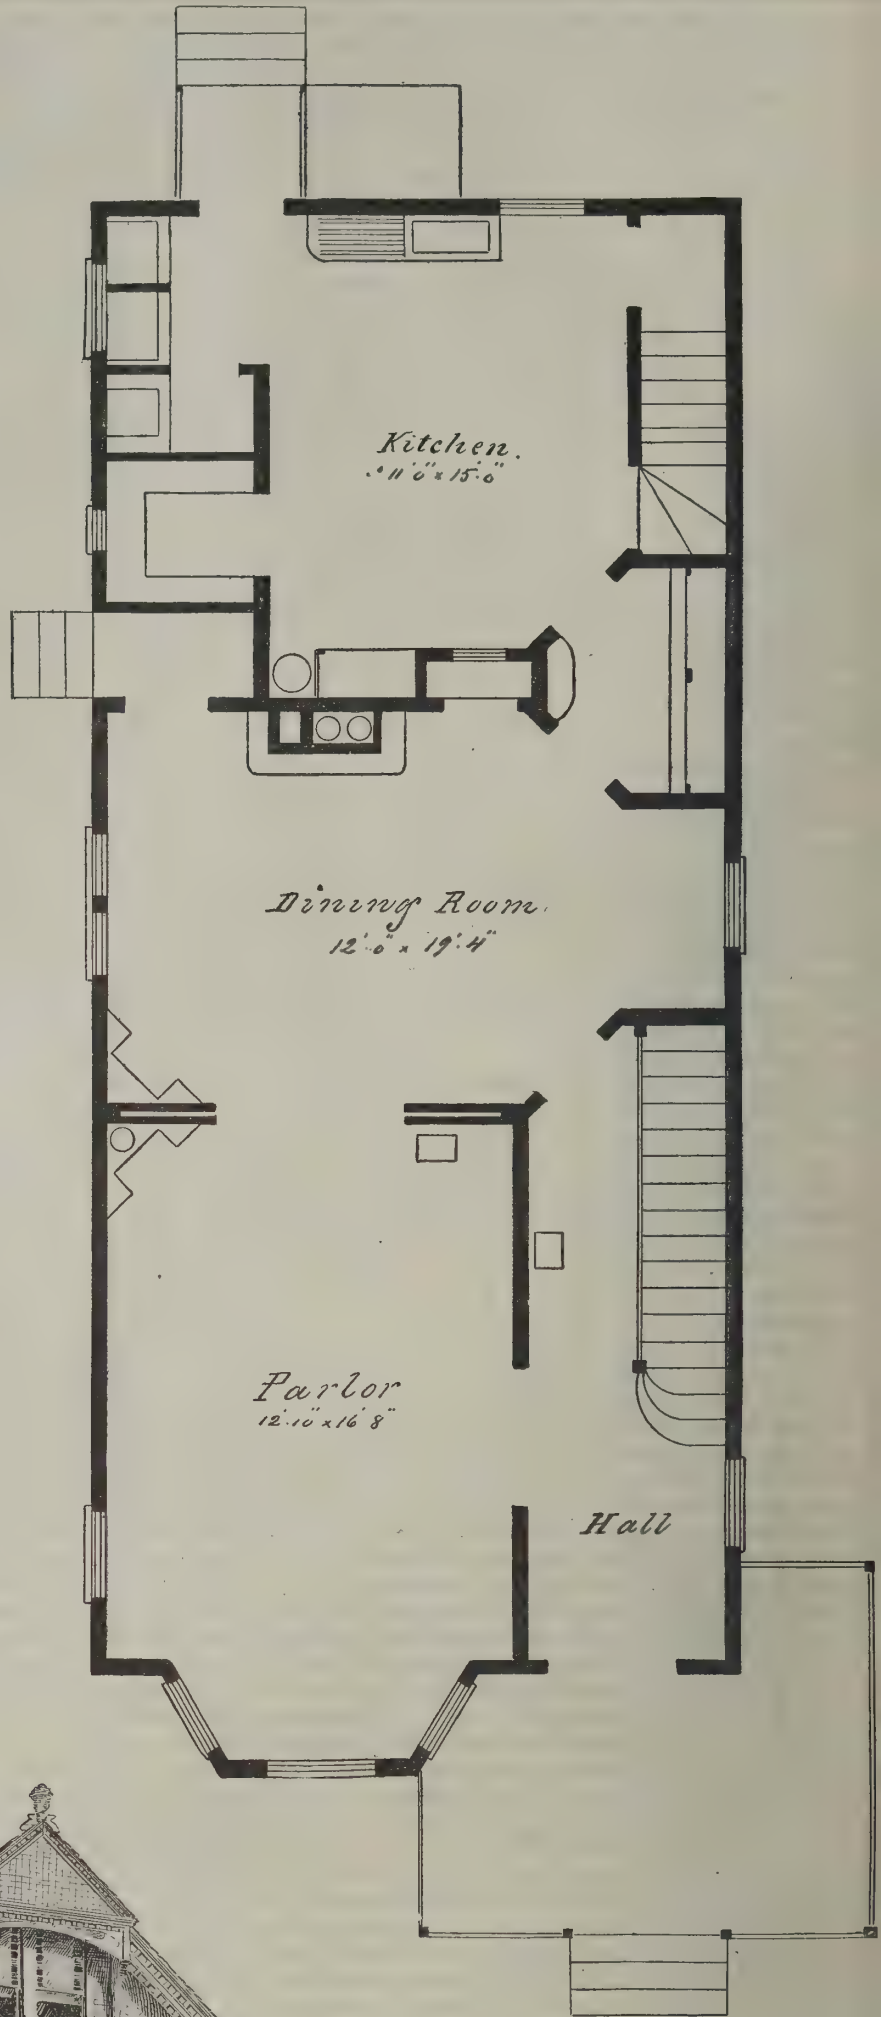 Kitchen.
11'0" x 15'0"
Dining Room.
12'0" x 19'4"
Parlor
12'10" x 16'8"
Hall